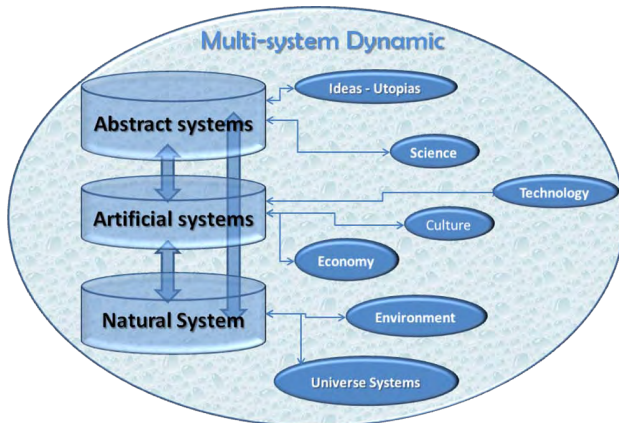 Multi-system Dynamic
Ideas - Utopias
Abstract systems
Science
Technology
Artificial systems
Culture
Economy
Natural System
Environment
Universe Systems